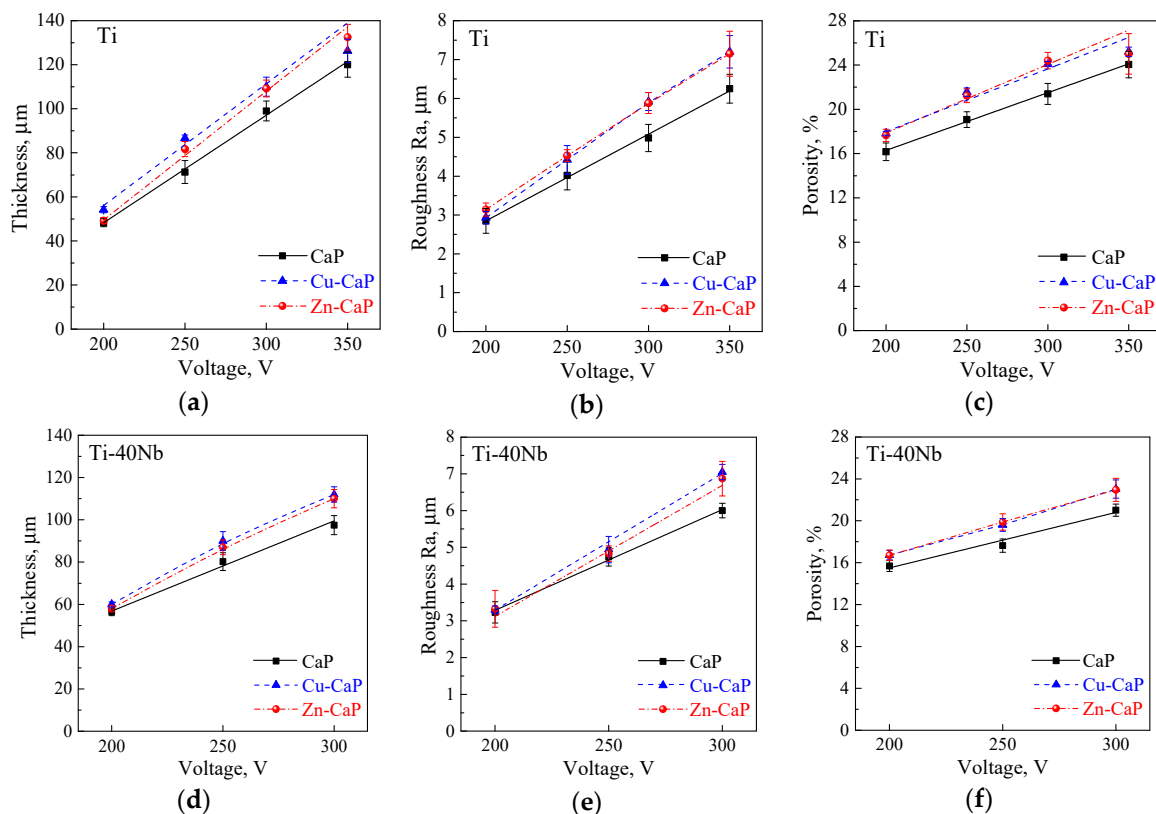 Ti
Thickness, µm
140
120
100
80
60
40
20
0
CaP
Cu-CaP
Zn-CaP
200 250 300 350
Voltage, V
(a)
Ti
Roughness Ra, µm
8
7
6
5
4
3
2
1
0
CaP
Cu-CaP
Zn-CaP
200 250 300 350
Voltage, V
(b)
Ti
Porosity, %
28
24
20
16
12
8
4
0
CaP
Cu-CaP
Zn-CaP
200 250 300 350
Voltage, V
(c)
Ti-40Nb
Thickness, µm
140
120
100
80
60
40
20
0
CaP
Cu-CaP
Zn-CaP
200 250 300
Voltage, V
(d)
Ti-40Nb
Roughness Ra, µm
8
7
6
5
4
3
2
1
0
CaP
Cu-CaP
Zn-CaP
200 250 300
Voltage, V
(e)
Ti-40Nb
Porosity, %
28
24
20
16
12
8
4
0
CaP
Cu-CaP
Zn-CaP
200 250 300
Voltage, V
(f)